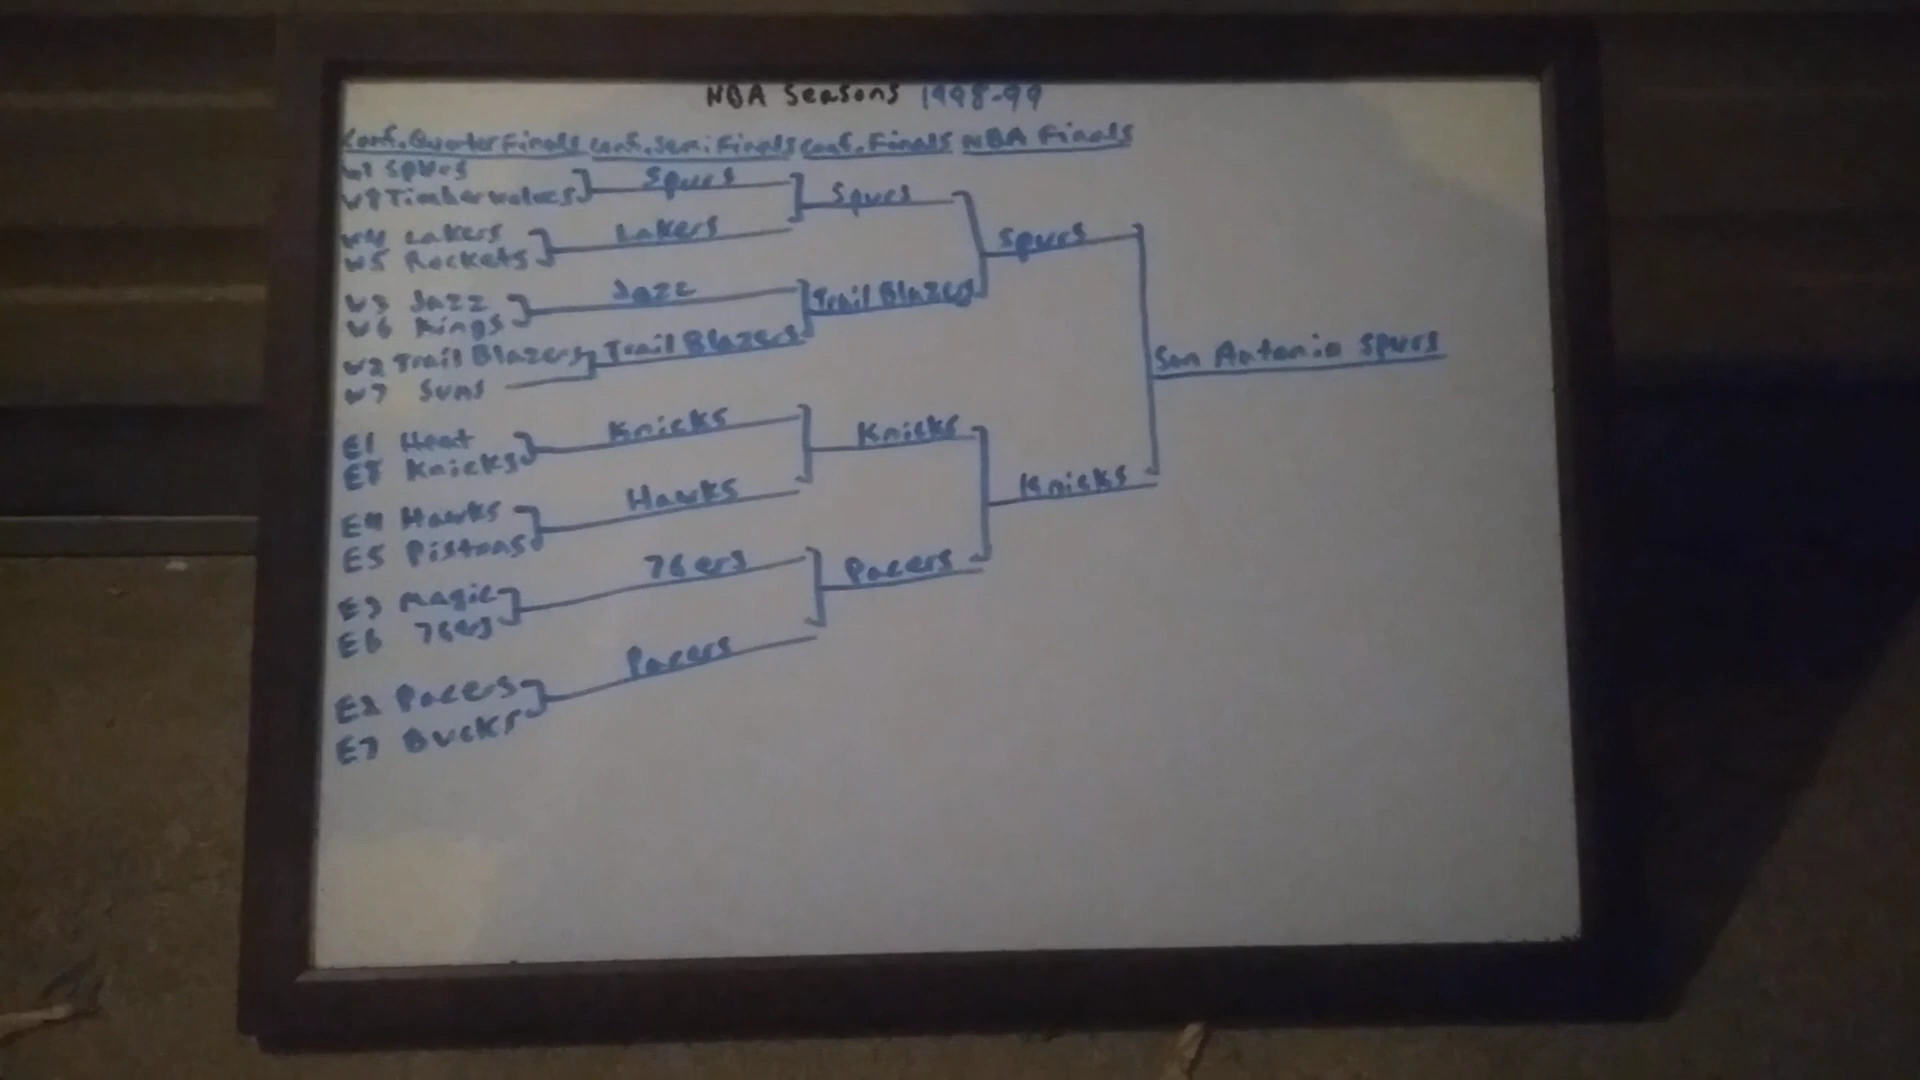 NBA Seasons 1998-99
Conf. Quarter Finals Conf. Semi Finals Conf. Finals NBA Finals
W1 Spurs
W8 Timberwolves
Spurs
Spurs
W4 Lakers
W5 Rockets
Lakers
Spurs
W3 Jazz
W6 Kings
Jazz
Trail Blazers
W2 Trail Blazers
W7 Suns
Trail Blazers
San Antonio Spurs
E1 Heat
E8 Knicks
Knicks
Knicks
E4 Hawks
E5 Pistons
Hawks
Knicks
E3 Magic
E6 76ers
76ers
Pacers
E2 Pacers
E7 Bucks
Pacers